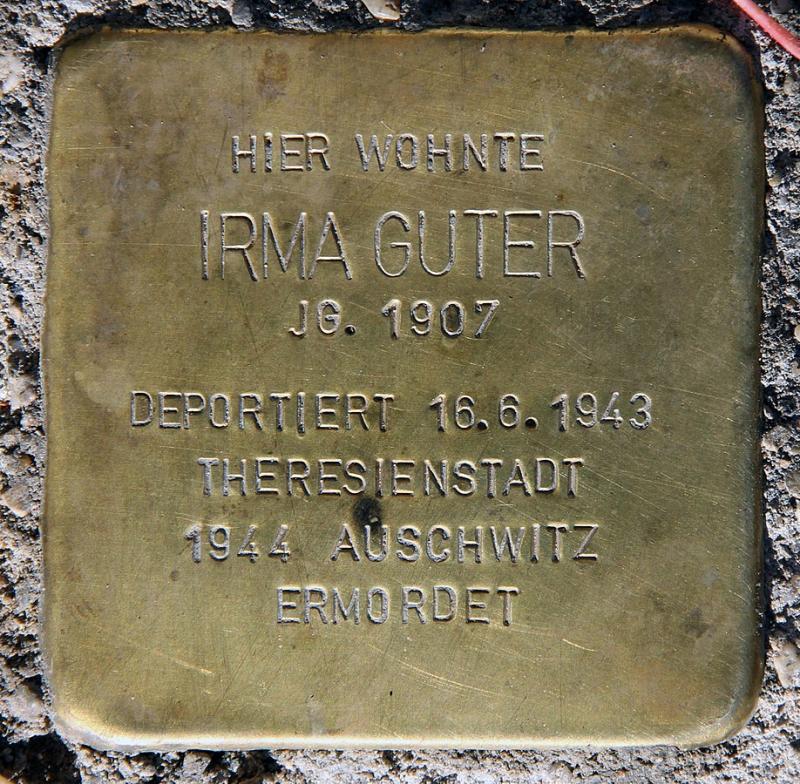 HIER WOHNTE
IRMA GUTER
JG. 1907
DEPORTIERT 16.6.1943
THERESIENSTADT
1944 AUSCHWITZ
ERMORDET